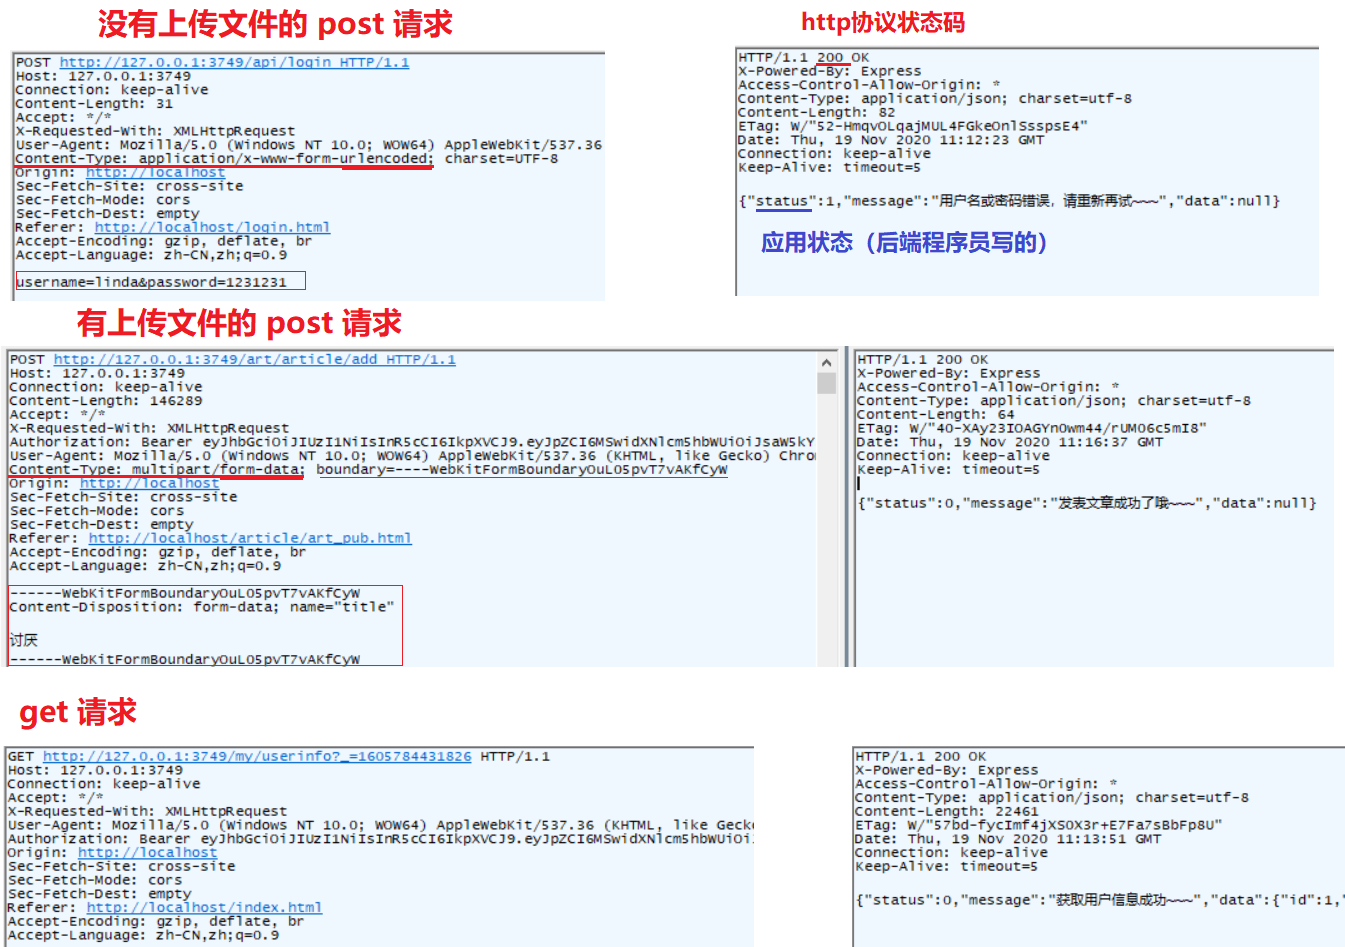 没有上传文件的 post 请求
POST http://127.0.0.1:3749/api/login HTTP/1.1
Host: 127.0.0.1:3749
Connection: keep-alive
Content-Length: 31
Accept: */*
X-Requested-With: XMLHttpRequest
User-Agent: Mozilla/5.0 (Windows NT 10.0; WOW64) AppleWebKit/537.36
Content-Type: application/x-www-form-urlencoded; charset=UTF-8
Origin: http://localhost
Sec-Fetch-Site: cross-site
Sec-Fetch-Mode: cors
Sec-Fetch-Dest: empty
Referer: http://localhost/login.html
Accept-Encoding: gzip, deflate, br
Accept-Language: zh-CN,zh;q=0.9
username=linda&password=1231231
http协议状态码
HTTP/1.1 200 OK
X-Powered-By: Express
Access-Control-Allow-Origin: *
Content-Type: application/json; charset=utf-8
Content-Length: 82
ETag: W/"52-HmqvOLqajMUL4FGkeOnlSsspsE4"
Date: Thu, 19 Nov 2020 11:12:23 GMT
Connection: keep-alive
Keep-Alive: timeout=5
{"status":1,"message":"用户名或密码错误，请重新再试~~~","data":null}
应用状态（后端程序员写的）
有上传文件的 post 请求
POST http://127.0.0.1:3749/art/article/add HTTP/1.1
Host: 127.0.0.1:3749
Connection: keep-alive
Content-Length: 146289
Accept: */*
X-Requested-With: XMLHttpRequest
Authorization: Bearer eyJhbGciOiJIUzI1NiIsInR5cCI6IkpXVCJ9.eyJpZCI6MSwidXNlcm5hbWUiOiJsaW5kY
User-Agent: Mozilla/5.0 (Windows NT 10.0; WOW64) AppleWebKit/537.36 (KHTML, like Gecko) Chro
Content-Type: multipart/form-data; boundary=----WebKitFormBoundaryOuLO5pvT7vAKfCyW
Origin: http://localhost
Sec-Fetch-Site: cross-site
Sec-Fetch-Mode: cors
Sec-Fetch-Dest: empty
Referer: http://localhost/article/art_pub.html
Accept-Encoding: gzip, deflate, br
Accept-Language: zh-CN,zh;q=0.9
------WebKitFormBoundaryOuLO5pvT7vAKfCyW
Content-Disposition: form-data; name="title"
讨厌
------WebKitFormBoundaryOuLO5pvT7vAKfCyW
HTTP/1.1 200 OK
X-Powered-By: Express
Access-Control-Allow-Origin: *
Content-Type: application/json; charset=utf-8
Content-Length: 64
ETag: W/"40-XAy23IOAGYnOwm44/rUMO6c5mI8"
Date: Thu, 19 Nov 2020 11:16:37 GMT
Connection: keep-alive
Keep-Alive: timeout=5
{"status":0,"message":"发表文章成功了哦~~~","data":null}
get 请求
GET http://127.0.0.1:3749/my/userinfo?_=1605784431826 HTTP/1.1
Host: 127.0.0.1:3749
Connection: keep-alive
Accept: */*
X-Requested-With: XMLHttpRequest
User-Agent: Mozilla/5.0 (Windows NT 10.0; WOW64) AppleWebKit/537.36 (KHTML, like Gecko
Authorization: Bearer eyJhbGciOiJIUzI1NiIsInR5cCI6IkpXVCJ9.eyJpZCI6MSwidXNlcm5hbWUiOiJ
Origin: http://localhost
Sec-Fetch-Site: cross-site
Sec-Fetch-Mode: cors
Sec-Fetch-Dest: empty
Referer: http://localhost/index.html
Accept-Encoding: gzip, deflate, br
Accept-Language: zh-CN,zh;q=0.9
HTTP/1.1 200 OK
X-Powered-By: Express
Access-Control-Allow-Origin: *
Content-Type: application/json; charset=utf-8
Content-Length: 22461
ETag: W/"57bd-fycImf4jXSOX3r+E7Fa7sBbFp8U"
Date: Thu, 19 Nov 2020 11:13:51 GMT
Connection: keep-alive
Keep-Alive: timeout=5
{"status":0,"message":"获取用户信息成功~~~","data":{"id":1,"